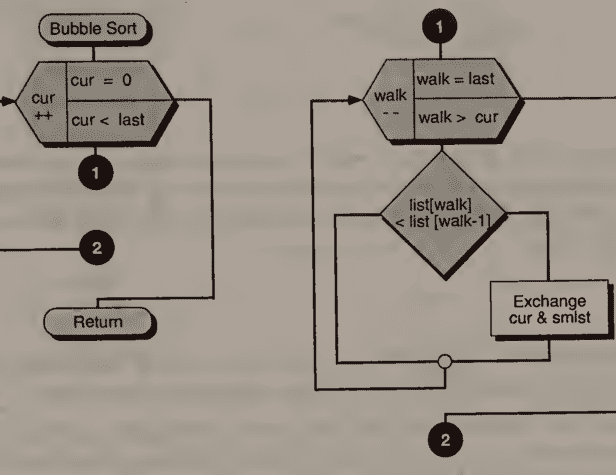 Bubble Sort
cur
++
cur = 0
cur < last
1
2
Return
1
walk
--
walk = last
walk > cur
list[walk]
< list [walk-1]
Exchange
cur & smlst
2